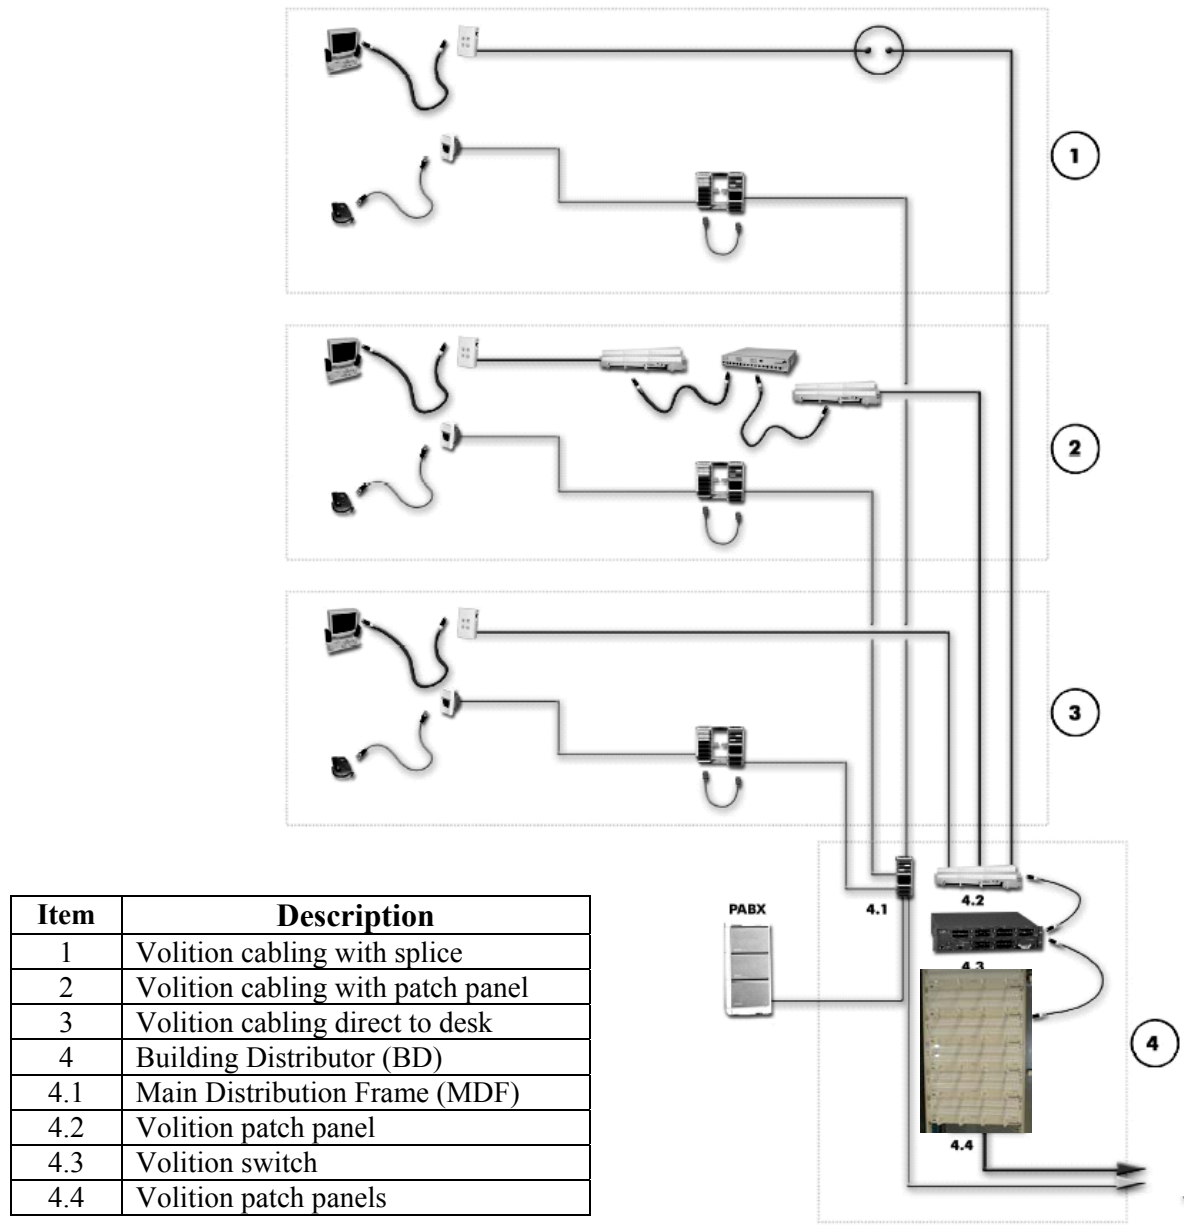 1
2
3
4.1
4.2
PABX
4.3
4
4.4
Item Description
1 Volition cabling with splice
2 Volition cabling with patch panel
3 Volition cabling direct to desk
4 Building Distributor (BD)
4.1 Main Distribution Frame (MDF)
4.2 Volition patch panel
4.3 Volition switch
4.4 Volition patch panels